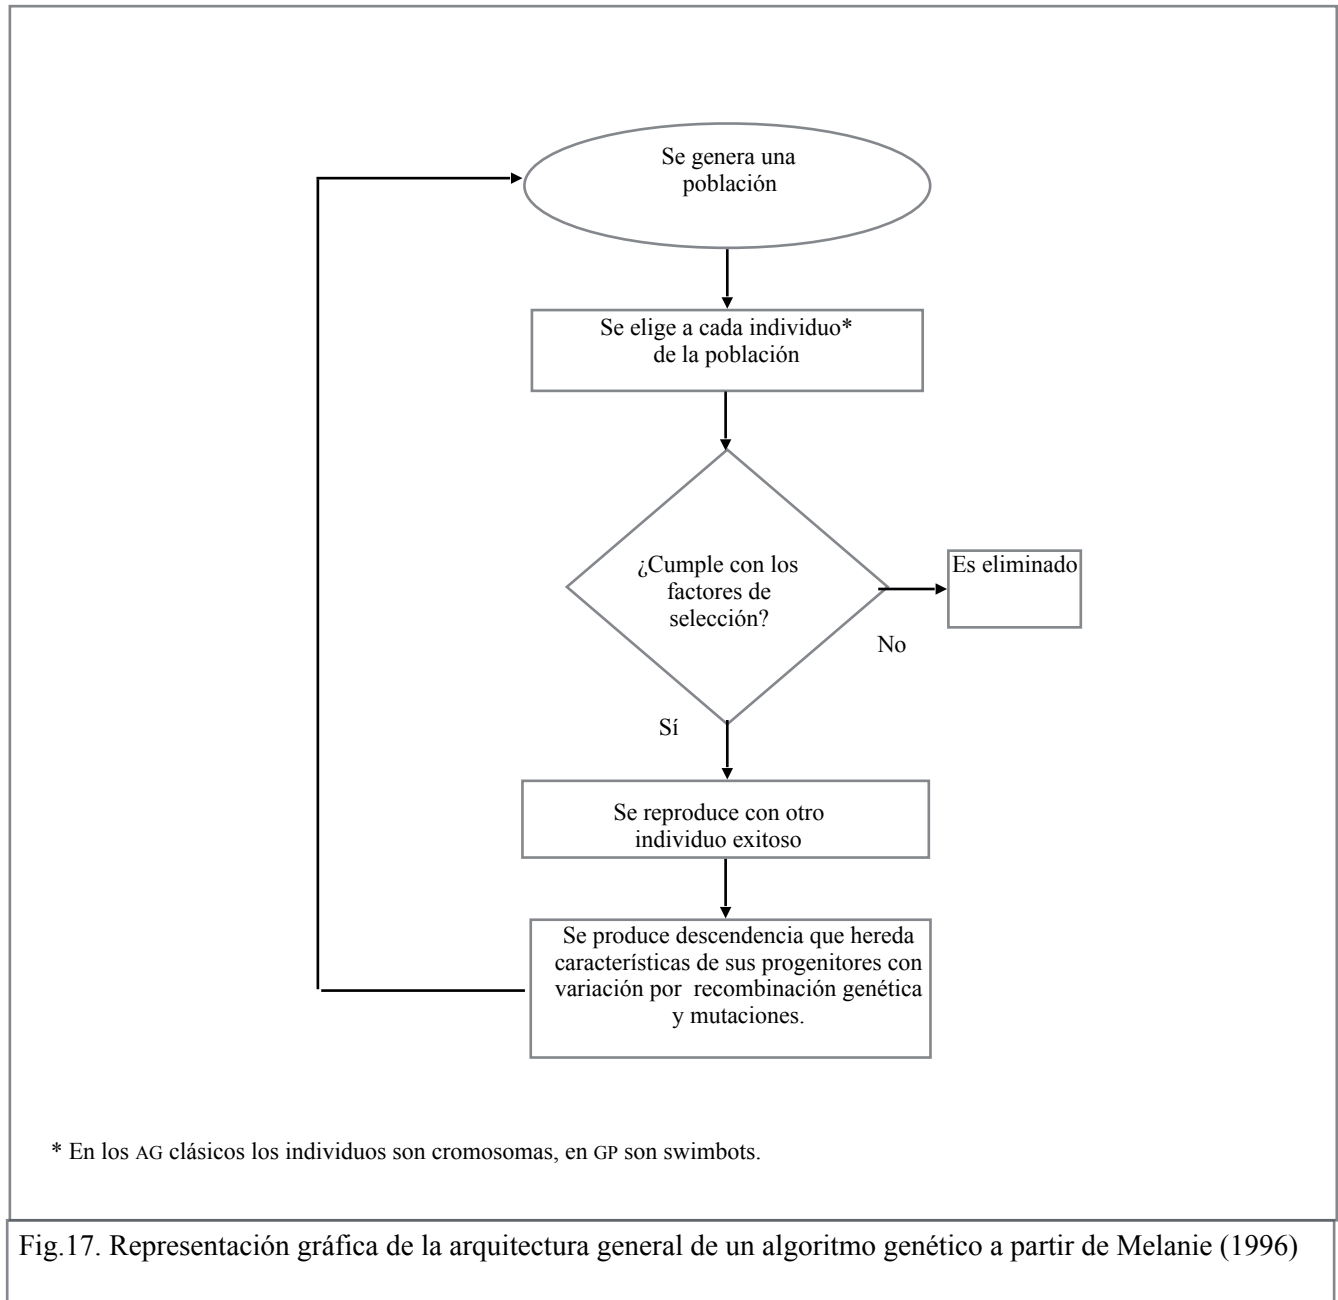 Se genera una
población
Se elige a cada individuo*
de la población
¿Cumple con los
factores de
selección?
Es eliminado
No
Sí
Se reproduce con otro
individuo exitoso
Se produce descendencia que hereda
características de sus progenitores con
variación por recombinación genética
y mutaciones.
* En los AG clásicos los individuos son cromosomas, en GP son swimbots.
Fig.17. Representación gráfica de la arquitectura general de un algoritmo genético a partir de Melanie (1996)